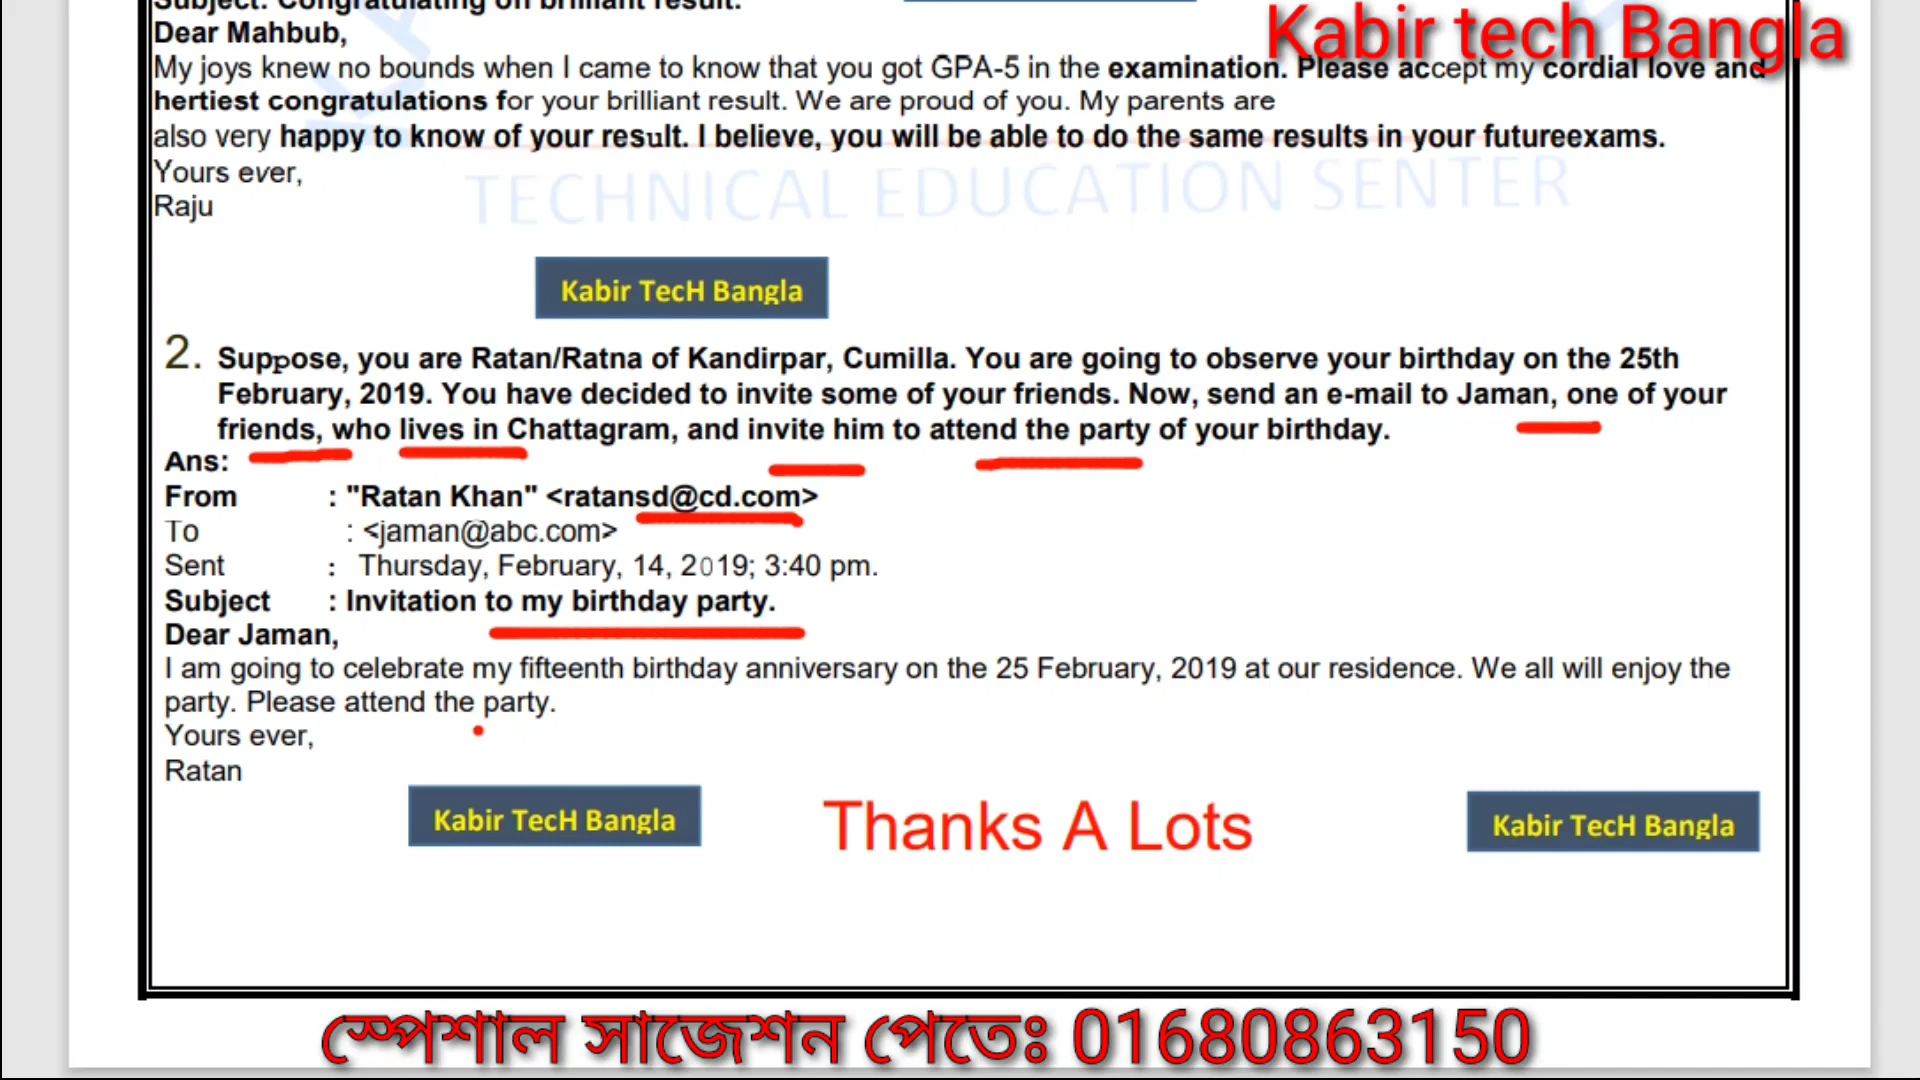 Subject: Congratulating on brilliant result.
Kabir tech Bangla
Dear Mahbub,
My joys knew no bounds when I came to know that you got GPA-5 in the examination. Please accept my cordial love and
hertiest congratulations for your brilliant result. We are proud of you. My parents are
also very happy to know of your result. I believe, you will be able to do the same results in your futureexams.
Yours ever,
Raju
TECHNICAL EDUCATION SENTER
Kabir TecH Bangla
2. Suppose, you are Ratan/Ratna of Kandirpar, Cumilla. You are going to observe your birthday on the 25th
February, 2019. You have decided to invite some of your friends. Now, send an e-mail to Jaman, one of your
friends, who lives in Chattagram, and invite him to attend the party of your birthday.
Ans:
From : "Ratan Khan" <ratansd@cd.com>
To : <jaman@abc.com>
Sent : Thursday, February, 14, 2019; 3:40 pm.
Subject : Invitation to my birthday party.
Dear Jaman,
I am going to celebrate my fifteenth birthday anniversary on the 25 February, 2019 at our residence. We all will enjoy the
party. Please attend the party.
Yours ever,
Ratan
Kabir TecH Bangla
Thanks A Lots
Kabir TecH Bangla
স্পেশাল সাজেশন পেতেঃ 01680863150